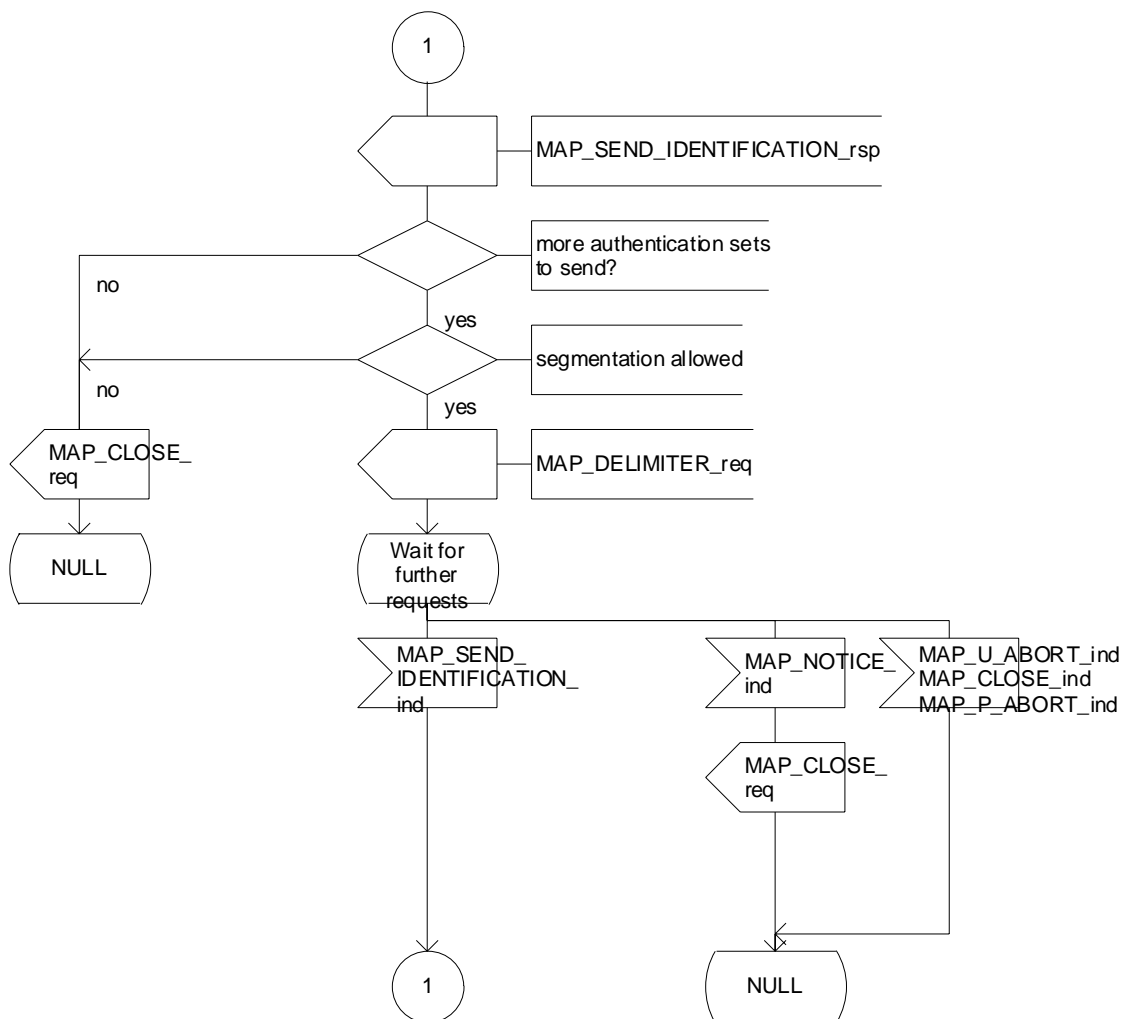 1
MAP_SEND_IDENTIFICATION_rsp
more authentication sets
to send?
no
yes
segmentation allowed
no
yes
MAP_CLOSE_
req
MAP_DELIMITER_req
NULL
Wait for
further
requests
MAP_SEND_
IDENTIFICATION_
ind
MAP_NOTICE_
ind
MAP_U_ABORT_ind
MAP_CLOSE_ind
MAP_P_ABORT_ind
MAP_CLOSE_
req
1
NULL